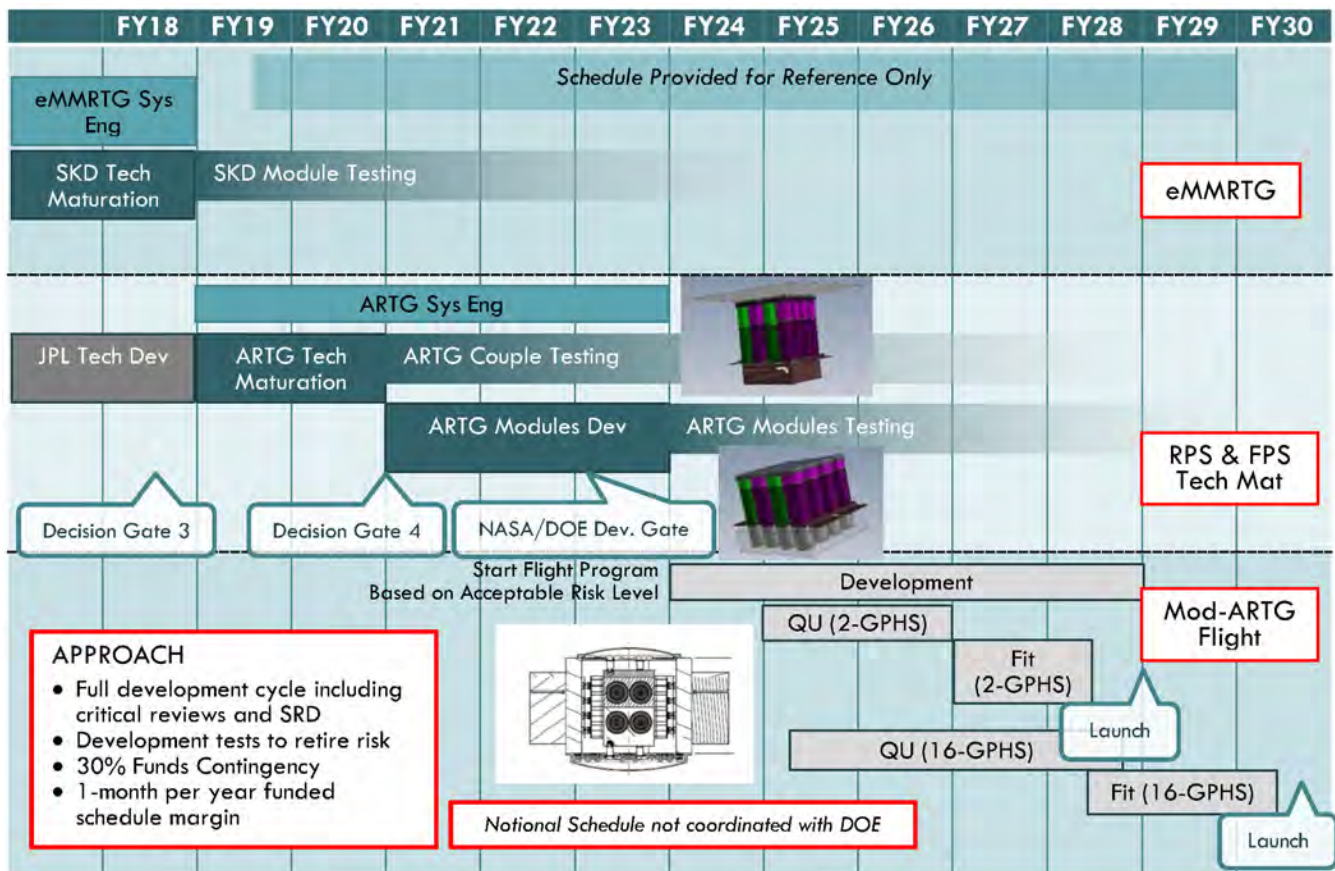 FY18 FY19 FY20 FY21 FY22 FY23 FY24 FY25 FY26 FY27 FY28 FY29 FY30
Schedule Provided for Reference Only
eMMRTG Sys
Eng
SKD Tech
Maturation
SKD Module Testing
eMMRTG
ARTG Sys Eng
JPL Tech Dev
ARTG Tech
Maturation
ARTG Couple Testing
ARTG Modules Dev
ARTG Modules Testing
RPS & FPS
Tech Mat
Decision Gate 3
Decision Gate 4
NASA/DOE Dev. Gate
Start Flight Program
Based on Acceptable Risk Level
Development
QU (2-GPHS)
Mod-ARTG
Flight
Fit
(2-GPHS)
Launch
QU (16-GPHS)
Fit (16-GPHS)
Launch
APPROACH
• Full development cycle including
critical reviews and SRD
• Development tests to retire risk
• 30% Funds Contingency
• 1-month per year funded
schedule margin
Notional Schedule not coordinated with DOE